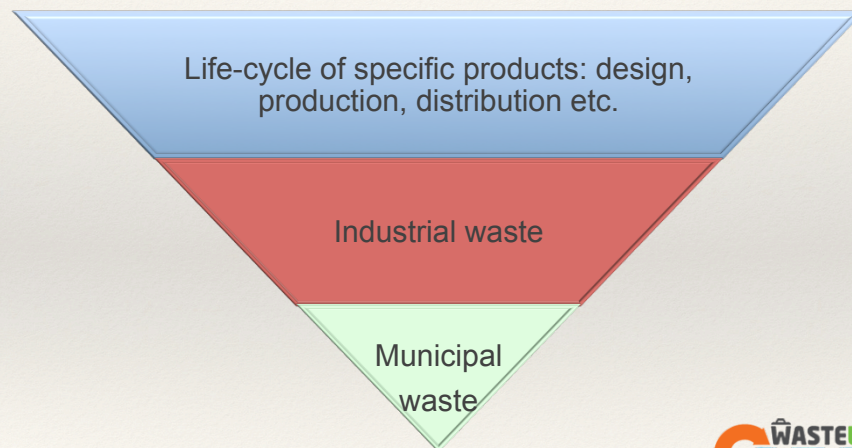 Life-cycle of specific products: design,
production, distribution etc.
Industrial waste
Municipal
waste
WASTE